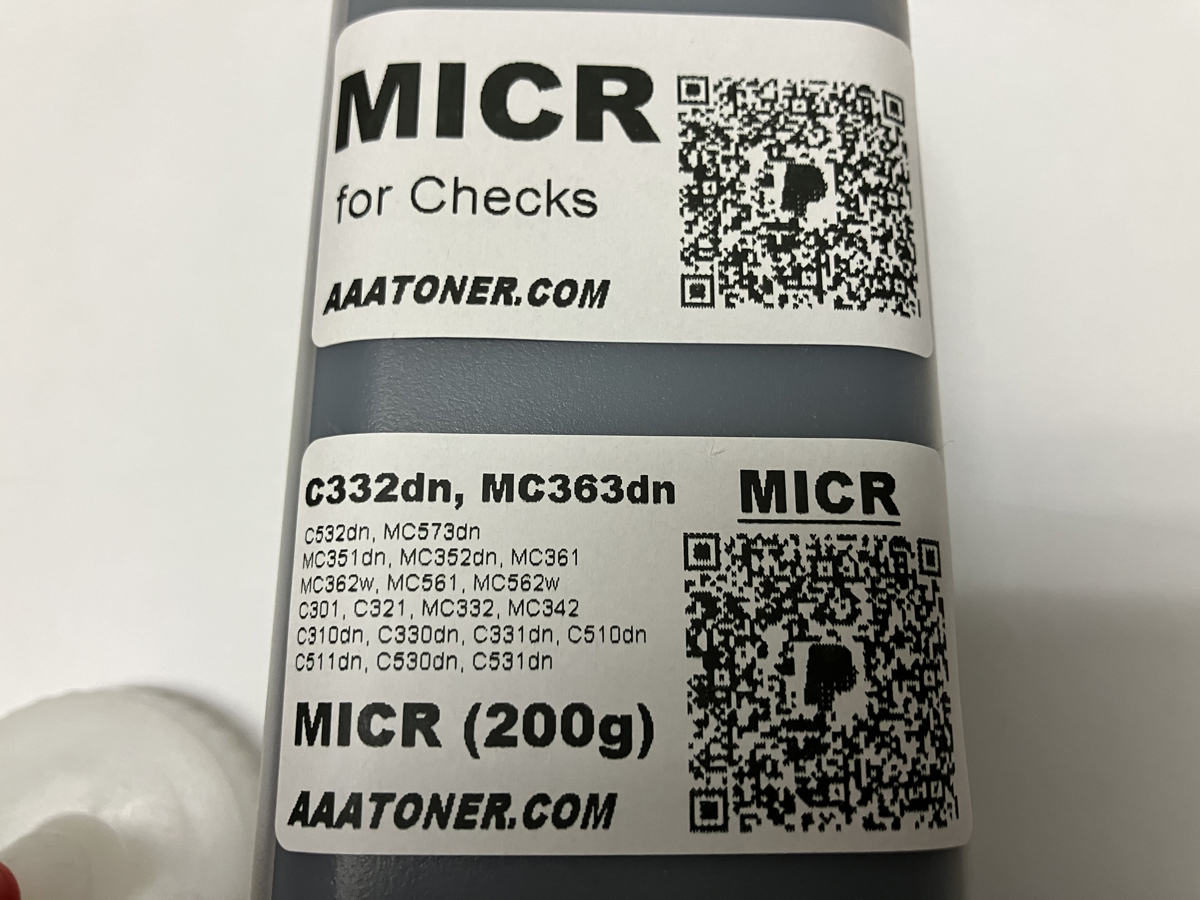 MICR
for Checks
AAATONER.COM
C332dn, MC363dn
C532dn, MC573dn
MC351dn, MC352dn, MC361
MC362w, MC561, MC562w
C301, C321, MC332, MC342
C310dn, C330dn, C331dn, C510dn
C511dn, C530dn, C531dn
MICR (200g)
AAATONER.COM
MICR